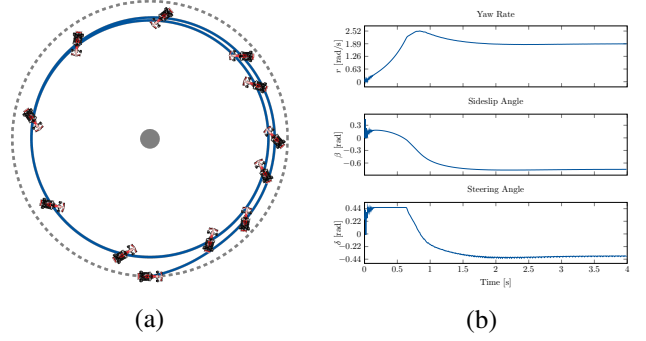 Yaw Rate
r [rad/s]
2.52
1.89
1.26
0.63
0
Sideslip Angle
β [rad]
0.3
−0.3
−0.6
Steering Angle
δ [rad]
0.44
0.22
0
−0.22
−0.44
0 0.5 1 1.5 2 2.5 3 3.5 4
Time [s]
(a) (b)